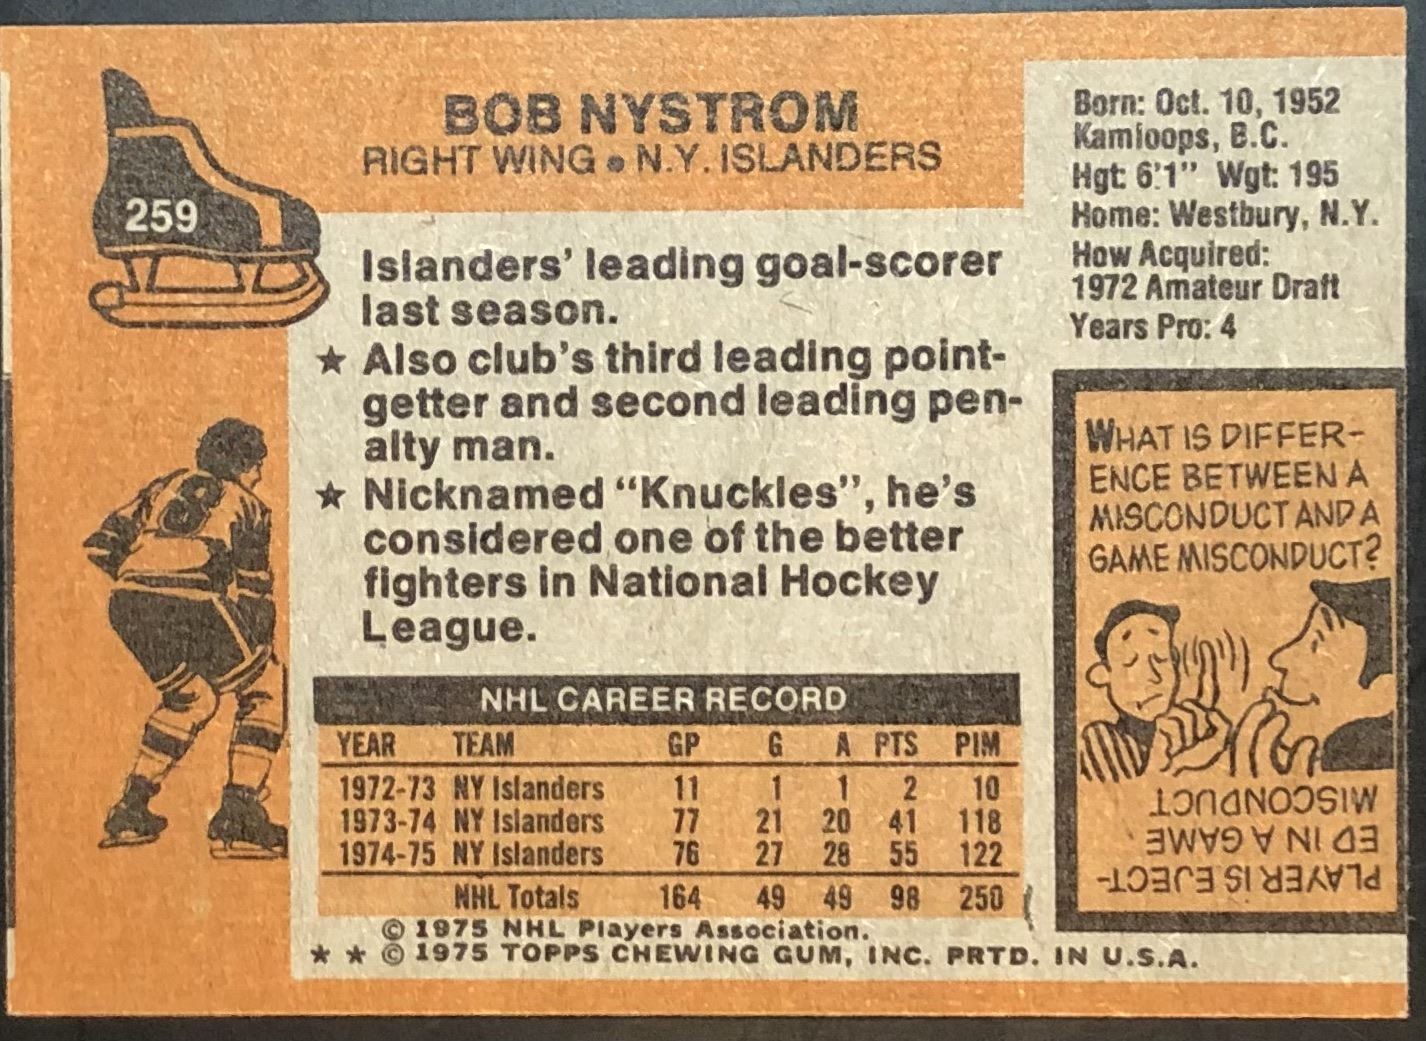 259
BOB NYSTROM
RIGHT WING • N.Y. ISLANDERS
Islanders' leading goal-scorer
last season.
★ Also club's third leading point-
getter and second leading pen-
alty man.
★ Nicknamed "Knuckles", he's
considered one of the better
fighters in National Hockey
League.
Born: Oct. 10, 1952
Kamloops, B.C.
Hgt: 6'1" Wgt: 195
Home: Westbury, N.Y.
How Acquired:
1972 Amateur Draft
Years Pro: 4
WHAT IS DIFFER-
ENCE BETWEEN A
MISCONDUCT AND A
GAME MISCONDUCT?
PLAYER IS EJECT-
ED IN A GAME
MISCONDUCT
NHL CAREER RECORD
YEAR TEAM GP G A PTS PIM
1972-73 NY Islanders 11 1 1 2 10
1973-74 NY Islanders 77 21 20 41 118
1974-75 NY Islanders 76 27 28 55 122
NHL Totals 164 49 49 98 250
© 1975 NHL Players Association.
★ ★ © 1975 TOPPS CHEWING GUM, INC. PRTD. IN U.S.A.